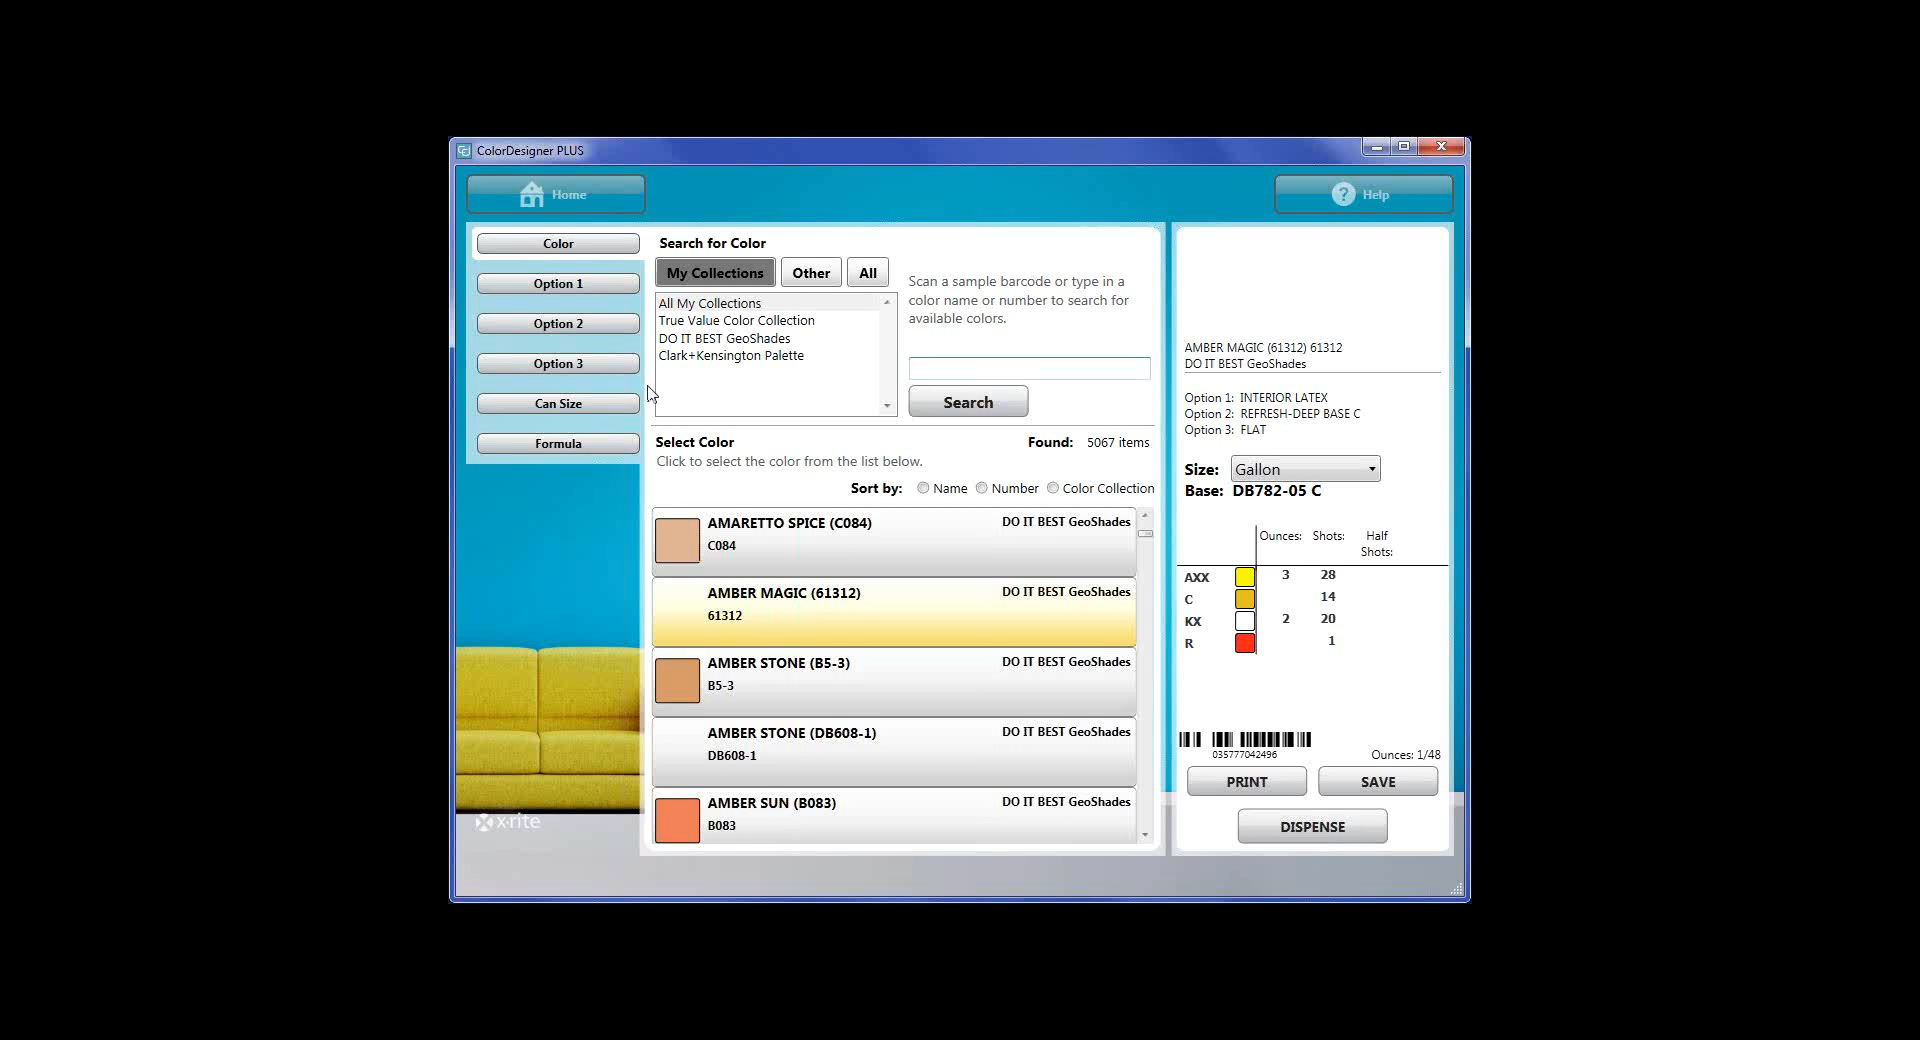 ColorDesigner PLUS
Home
Help
Color
Option 1
Option 2
Option 3
Can Size
Formula
Search for Color
My Collections
Other
All
All My Collections
True Value Color Collection
DO IT BEST GeoShades
Clark+Kensington Palette
Scan a sample barcode or type in a
color name or number to search for
available colors.
Search
Select Color
Found: 5067 items
Click to select the color from the list below.
Sort by: Name Number Color Collection
AMARETTO SPICE (C084) DO IT BEST GeoShades
C084
AMBER MAGIC (61312) DO IT BEST GeoShades
61312
AMBER STONE (B5-3) DO IT BEST GeoShades
B5-3
AMBER STONE (DB608-1) DO IT BEST GeoShades
DB608-1
AMBER SUN (B083) DO IT BEST GeoShades
B083
AMBER MAGIC (61312) 61312
DO IT BEST GeoShades
Option 1: INTERIOR LATEX
Option 2: REFRESH-DEEP BASE C
Option 3: FLAT
Size: Gallon
Base: DB782-05 C
Ounces: Shots: Half
Shots:
AXX 3 28
C 14
KX 2 20
R 1
035777042496
Ounces: 1/48
PRINT
SAVE
DISPENSE
x·rite